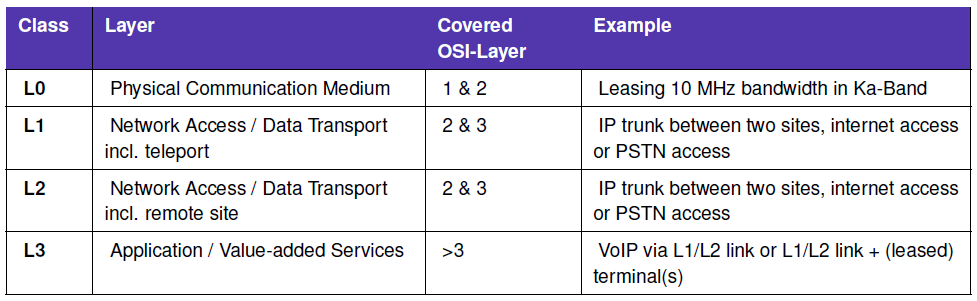 Class Layer Covered Example
OSI-Layer
L0 Physical Communication Medium 1 & 2 Leasing 10 MHz bandwidth in Ka-Band
L1 Network Access / Data Transport 2 & 3 IP trunk between two sites, internet access
incl. teleport or PSTN access
L2 Network Access / Data Transport 2 & 3 IP trunk between two sites, internet access
incl. remote site or PSTN access
L3 Application / Value-added Services >3 VoIP via L1/L2 link or L1/L2 link + (leased)
terminal(s)